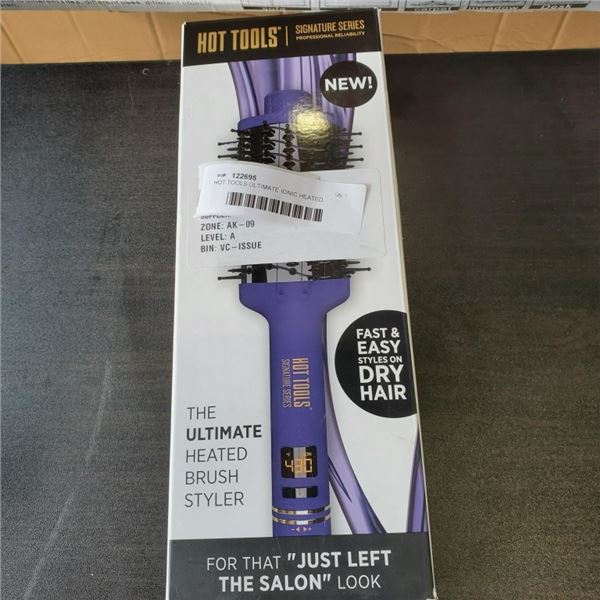 HOT TOOLS® | SIGNATURE SERIES
PROFESSIONAL RELIABILITY
NEW!
122695
HOT TOOLS ULTIMATE IONIC HEATED
ZONE: AK-09
LEVEL: A
BIN: VC-ISSUE
FAST &
EASY
STYLES ON
DRY
HAIR
HOT TOOLS®
SIGNATURE SERIES
THE
ULTIMATE
HEATED
BRUSH
STYLER
°F ON
430
FOR THAT "JUST LEFT
THE SALON" LOOK